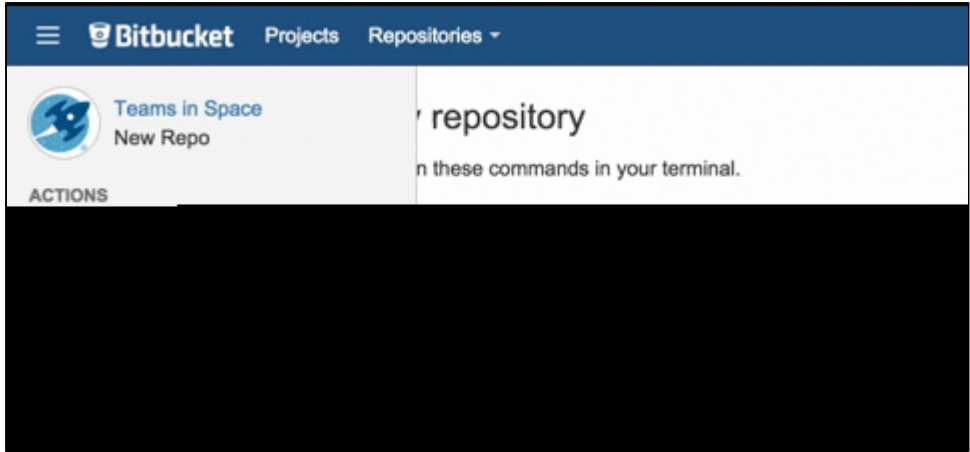 Bitbucket Projects Repositories
Teams in Space
New Repo
ACTIONS
repository
n these commands in your terminal.